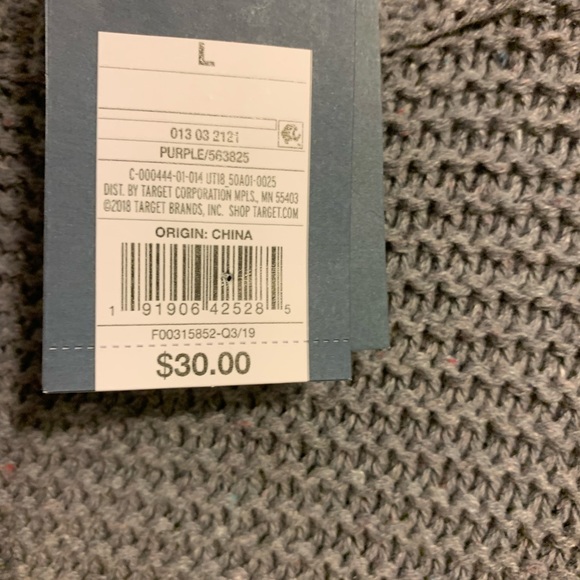 L
013 03 2121
PURPLE/563825
C-000444-01-014 UT18_50A01-0025
DIST. BY TARGET CORPORATION MPLS., MN 55403
©2018 TARGET BRANDS, INC. SHOP TARGET.COM
ORIGIN: CHINA
1 91906 42528 5
F00315852-Q3/19
$30.00